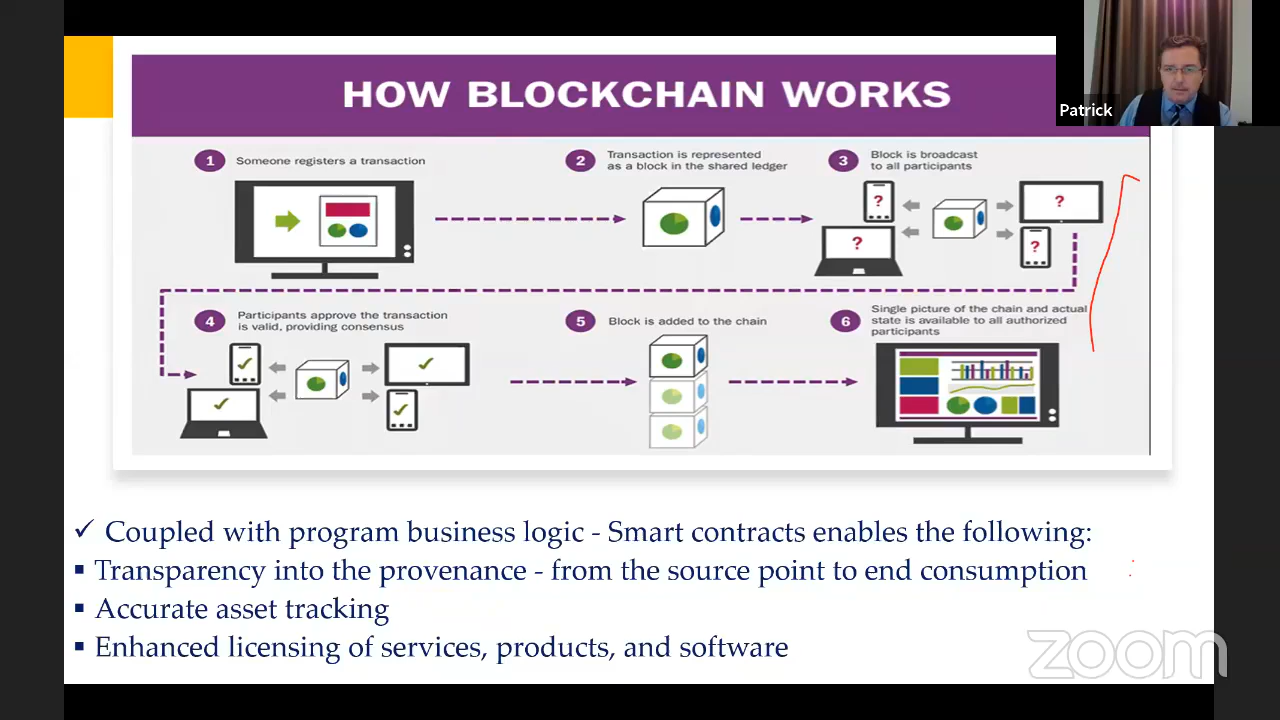 HOW BLOCKCHAIN WORKS
Patrick
1 Someone registers a transaction
2 Transaction is represented
as a block in the shared ledger
3 Block is broadcast
to all participants
?
?
?
?
4 Participants approve the transaction
is valid, providing consensus
5 Block is added to the chain
6 Single picture of the chain and actual
state is available to all authorized
participants
✓ Coupled with program business logic - Smart contracts enables the following:
▪ Transparency into the provenance - from the source point to end consumption
▪ Accurate asset tracking
▪ Enhanced licensing of services, products, and software
zoom